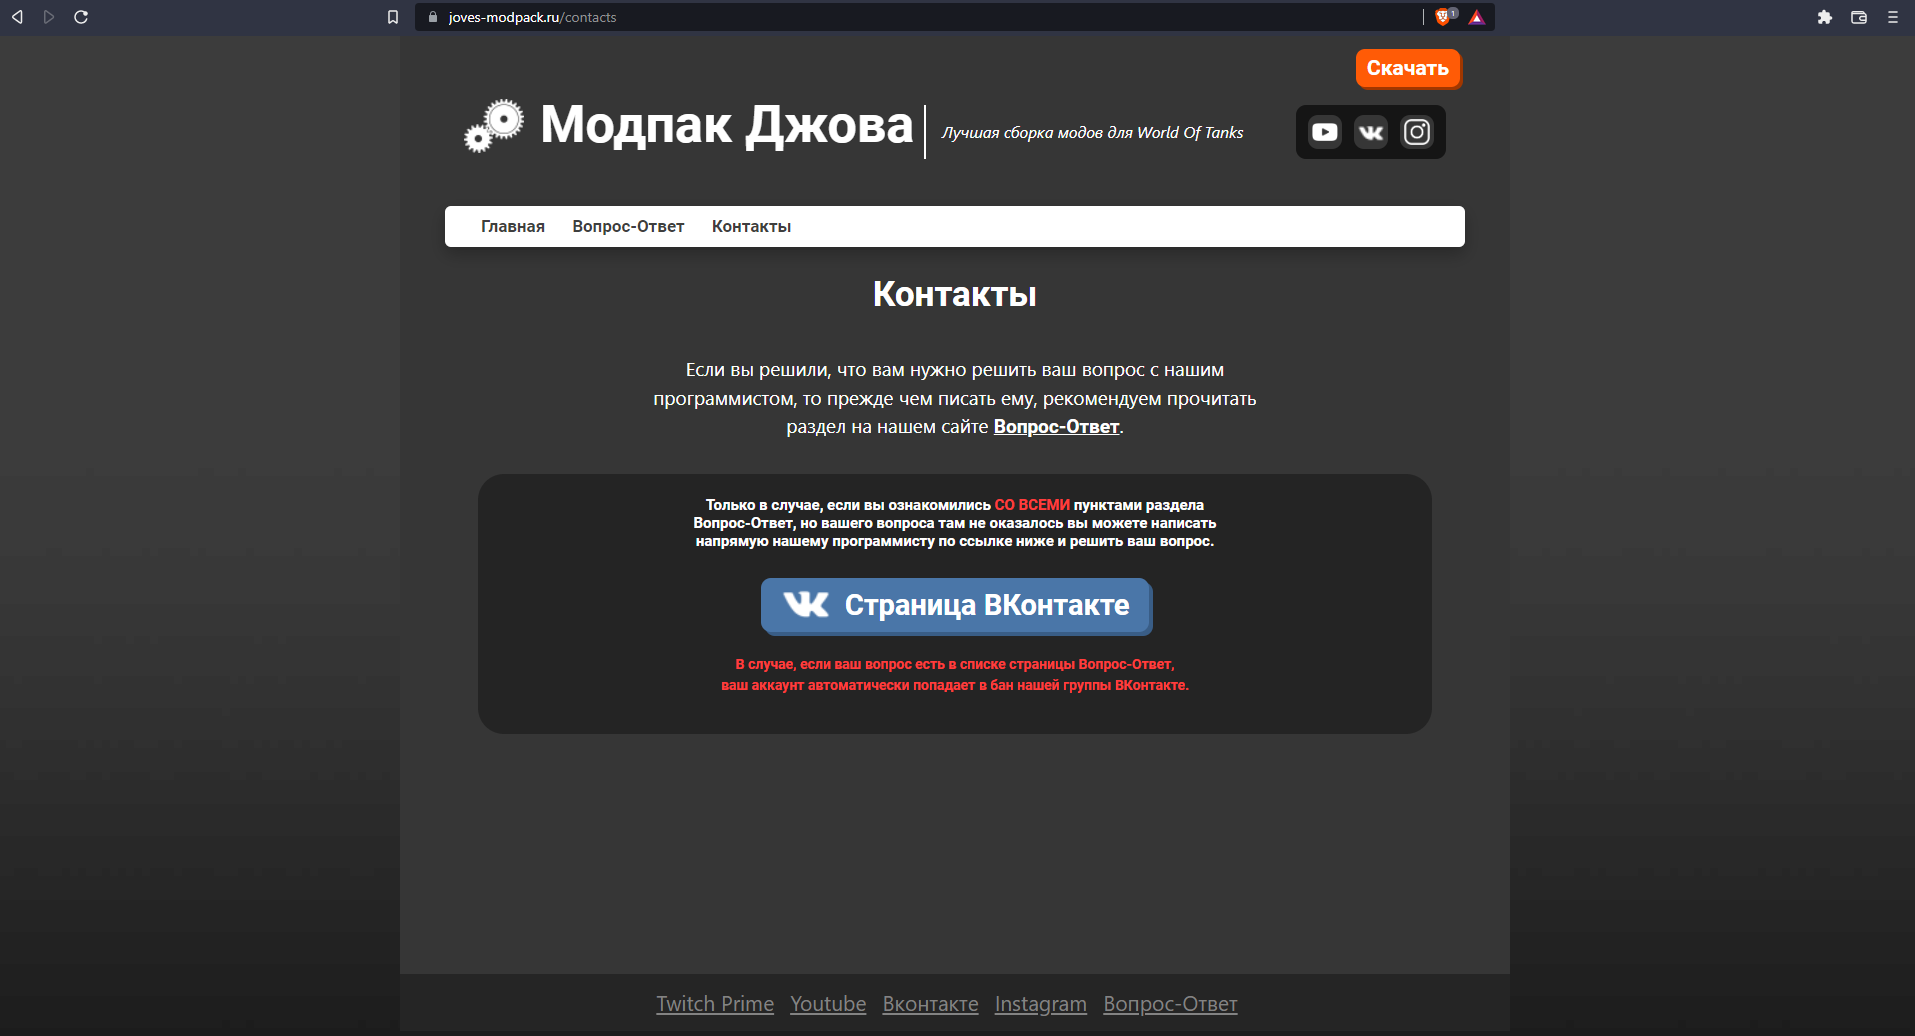 joves-modpack.ru/contacts
1
Скачать
Модпак Джова
Лучшая сборка модов для World Of Tanks
Главная Вопрос-Ответ Контакты
Контакты
Если вы решили, что вам нужно решить ваш вопрос с нашим
программистом, то прежде чем писать ему, рекомендуем прочитать
раздел на нашем сайте Вопрос-Ответ.
Только в случае, если вы ознакомились СО ВСЕМИ пунктами раздела
Вопрос-Ответ, но вашего вопроса там не оказалось вы можете написать
напрямую нашему программисту по ссылке ниже и решить ваш вопрос.
Страница ВКонтакте
В случае, если ваш вопрос есть в списке страницы Вопрос-Ответ,
ваш аккаунт автоматически попадает в бан нашей группы ВКонтакте.
Twitch Prime Youtube Вконтакте Instagram Вопрос-Ответ